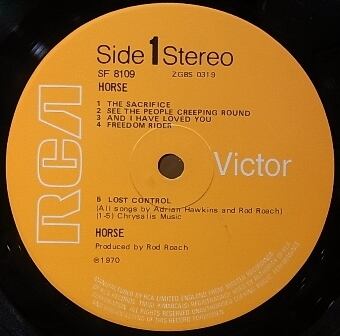 Side 1 Stereo
SF 8109 ZGBS 0319
HORSE
1 THE SACRIFICE
2 SEE THE PEOPLE CREEPING ROUND
3 AND I HAVE LOVED YOU
4 FREEDOM RIDER
RCA
Victor
5 LOST CONTROL
(All songs by Adrian Hawkins and Rod Roach)
(1-5) Chrysalis Music
HORSE
Produced by Rod Roach
℗1970